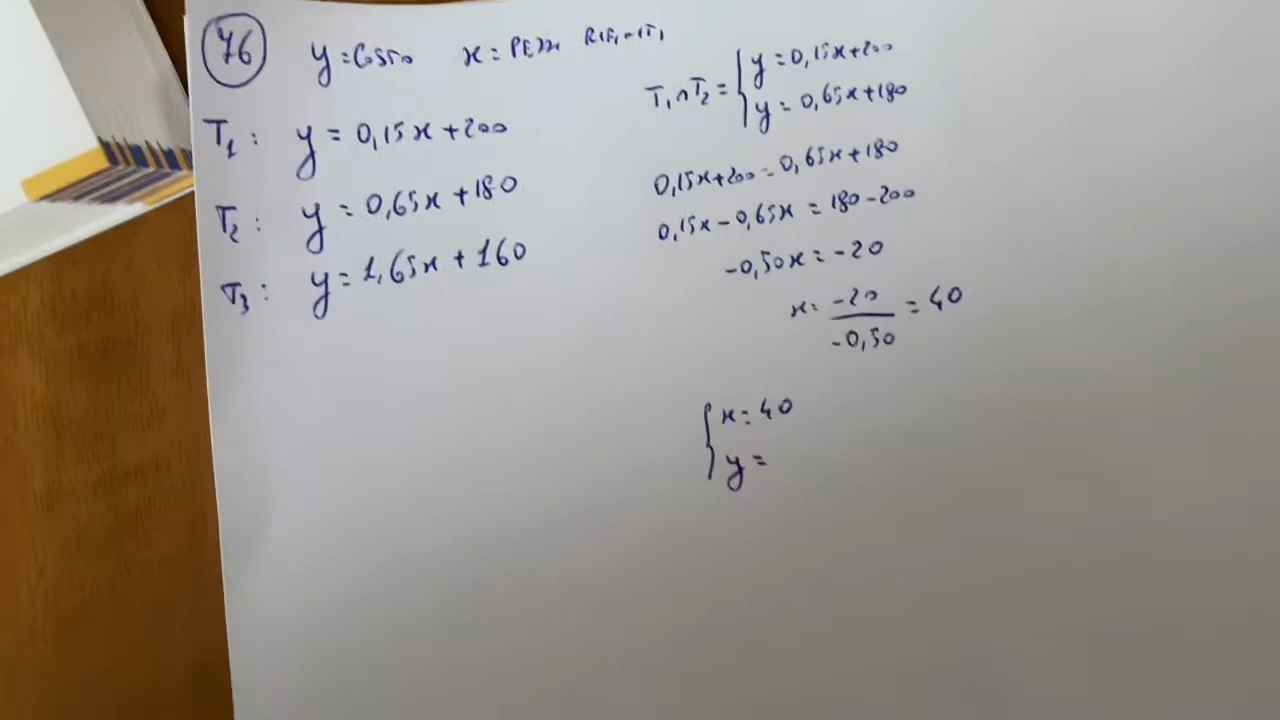 76 y = Costo x = PEZZI RIFINITI
T1 : y = 0,15x + 200
T2 : y = 0,65x + 180
T3 : y = 1,65x + 160
T1 ∩ T2 = { y = 0,15x + 200
y = 0,65x + 180
0,15x + 200 = 0,65x + 180
0,15x - 0,65x = 180 - 200
-0,50x = -20
x = -20 / -0,50 = 40
{ x = 40
y =